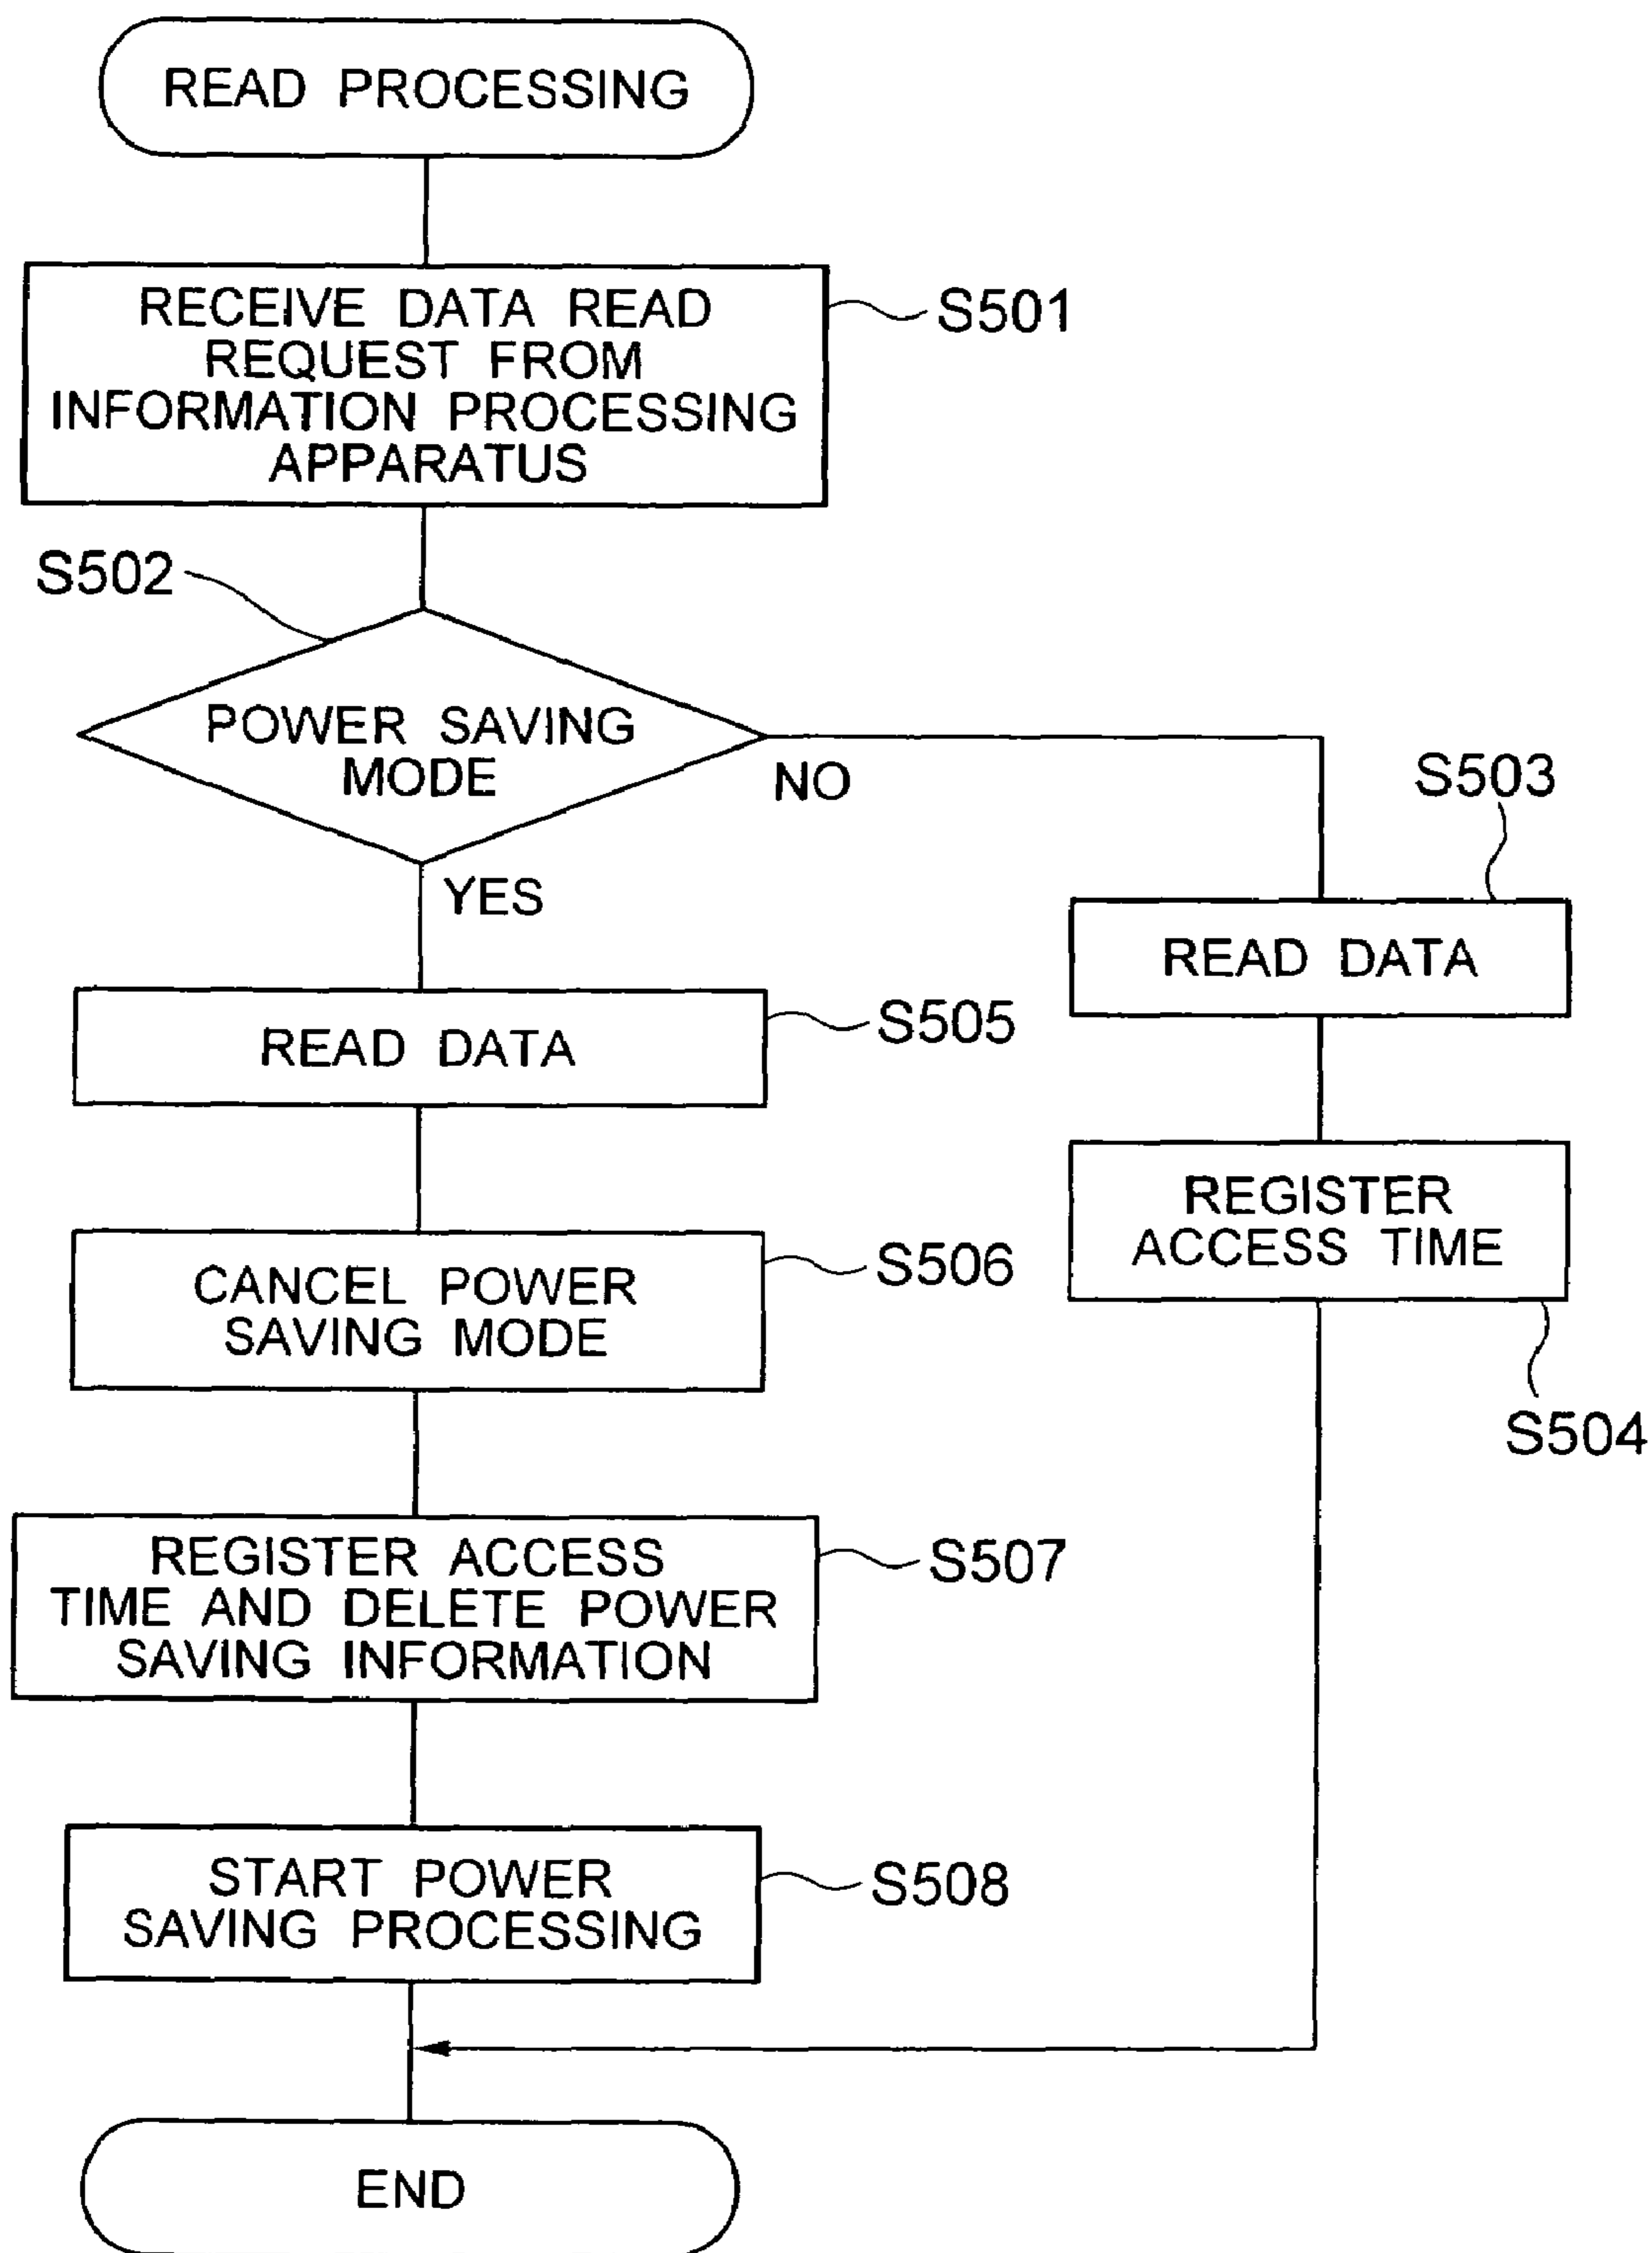 READ PROCESSING
RECEIVE DATA READ
REQUEST FROM
INFORMATION PROCESSING
APPARATUS
S501
S502
POWER SAVING
MODE
NO
YES
S503
READ DATA
REGISTER
ACCESS TIME
S504
READ DATA
S505
CANCEL POWER
SAVING MODE
S506
REGISTER ACCESS
TIME AND DELETE POWER
SAVING INFORMATION
S507
START POWER
SAVING PROCESSING
S508
END